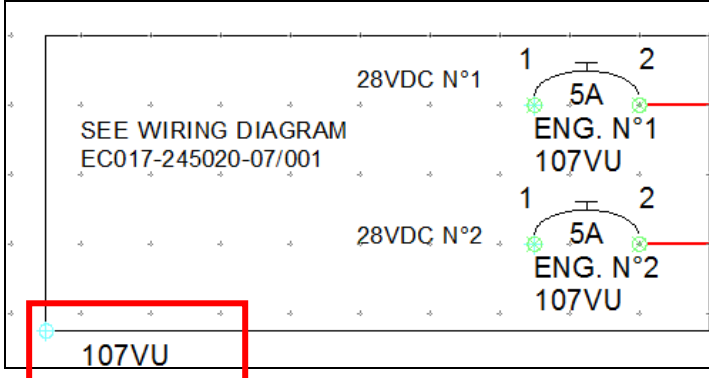 1 2
28VDC N°1
5A
ENG. N°1
107VU
SEE WIRING DIAGRAM
EC017-245020-07/001
1 2
28VDC N°2
5A
ENG. N°2
107VU
107VU